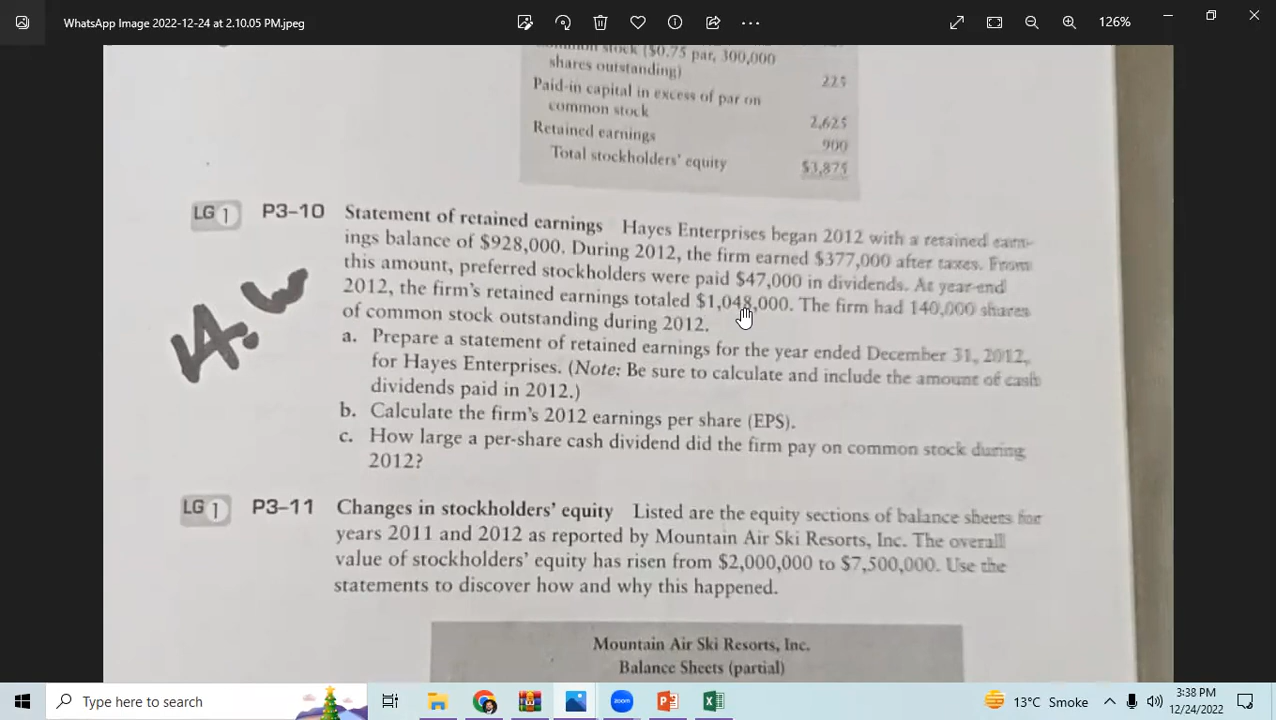 WhatsApp Image 2022-12-24 at 2.10.05 PM.jpeg
126%
stock ($0.75 par, 300,000
shares outstanding)
225
Paid-in capital in excess of par on
common stock
2,625
Retained earnings
900
Total stockholders' equity
$3,875
LG 1 P3–10 Statement of retained earnings Hayes Enterprises began 2012 with a retained earn-
ings balance of $928,000. During 2012, the firm earned $377,000 after taxes. From
this amount, preferred stockholders were paid $47,000 in dividends. At year-end
2012, the firm's retained earnings totaled $1,048,000. The firm had 140,000 shares
of common stock outstanding during 2012.
a. Prepare a statement of retained earnings for the year ended December 31, 2012,
for Hayes Enterprises. (Note: Be sure to calculate and include the amount of cash
dividends paid in 2012.)
b. Calculate the firm's 2012 earnings per share (EPS).
c. How large a per-share cash dividend did the firm pay on common stock during
2012?
LG 1 P3–11 Changes in stockholders' equity Listed are the equity sections of balance sheets for
years 2011 and 2012 as reported by Mountain Air Ski Resorts, Inc. The overall
value of stockholders' equity has risen from $2,000,000 to $7,500,000. Use the
statements to discover how and why this happened.
Mountain Air Ski Resorts, Inc.
Balance Sheets (partial)
Type here to search
zoom
13°C Smoke
3:38 PM
12/24/2022